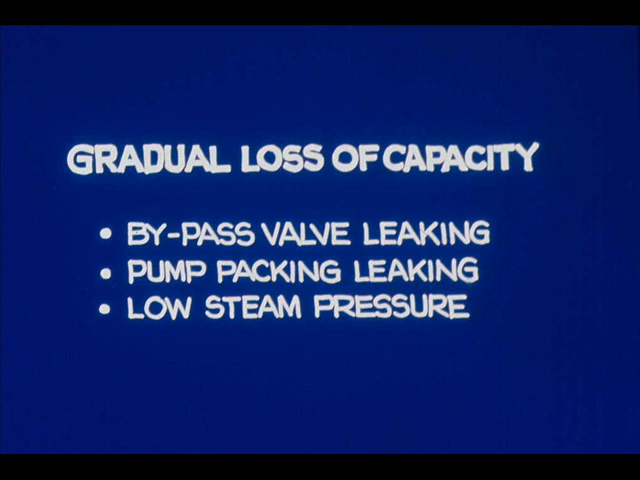 GRADUAL LOSS OF CAPACITY
• BY-PASS VALVE LEAKING
• PUMP PACKING LEAKING
• LOW STEAM PRESSURE